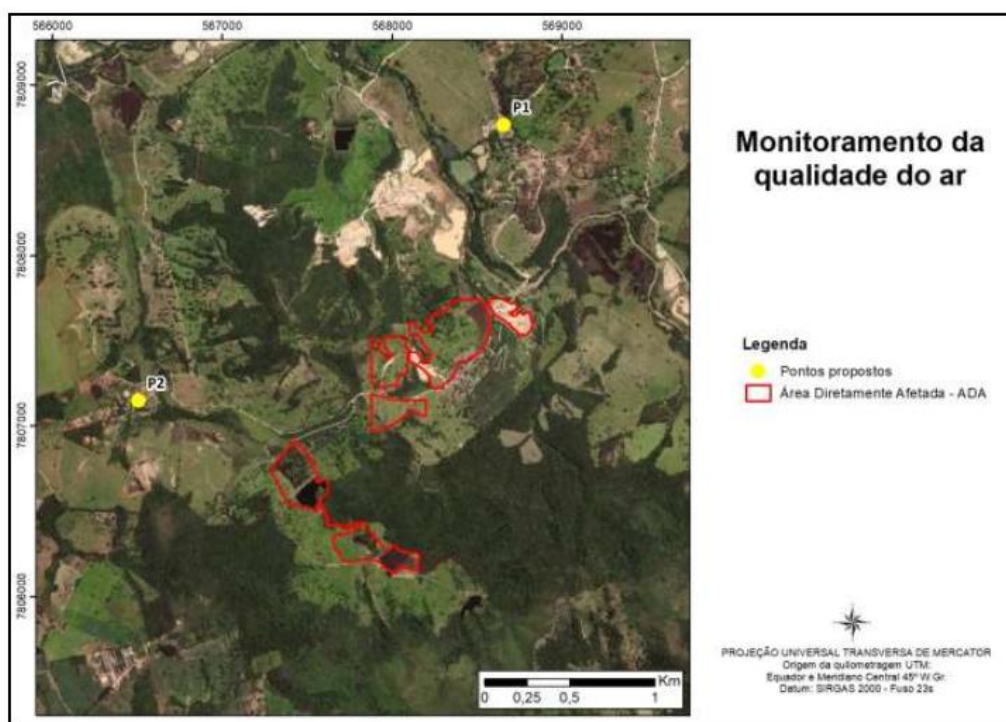 566000 567000 568000 569000
7809000
7808000
7807000
7806000
P1
P2
Km
0 0,25 0,5 1
Monitoramento da
qualidade do ar
Legenda
Pontos propostos
Área Diretamente Afetada - ADA
PROJEÇÃO UNIVERSAL TRANSVERSA DE MERCATOR
Origem da quilometragem UTM:
Equador e Meridiano Central 45º W.Gr.
Datum: SIRGAS 2000 - Fuso 23s